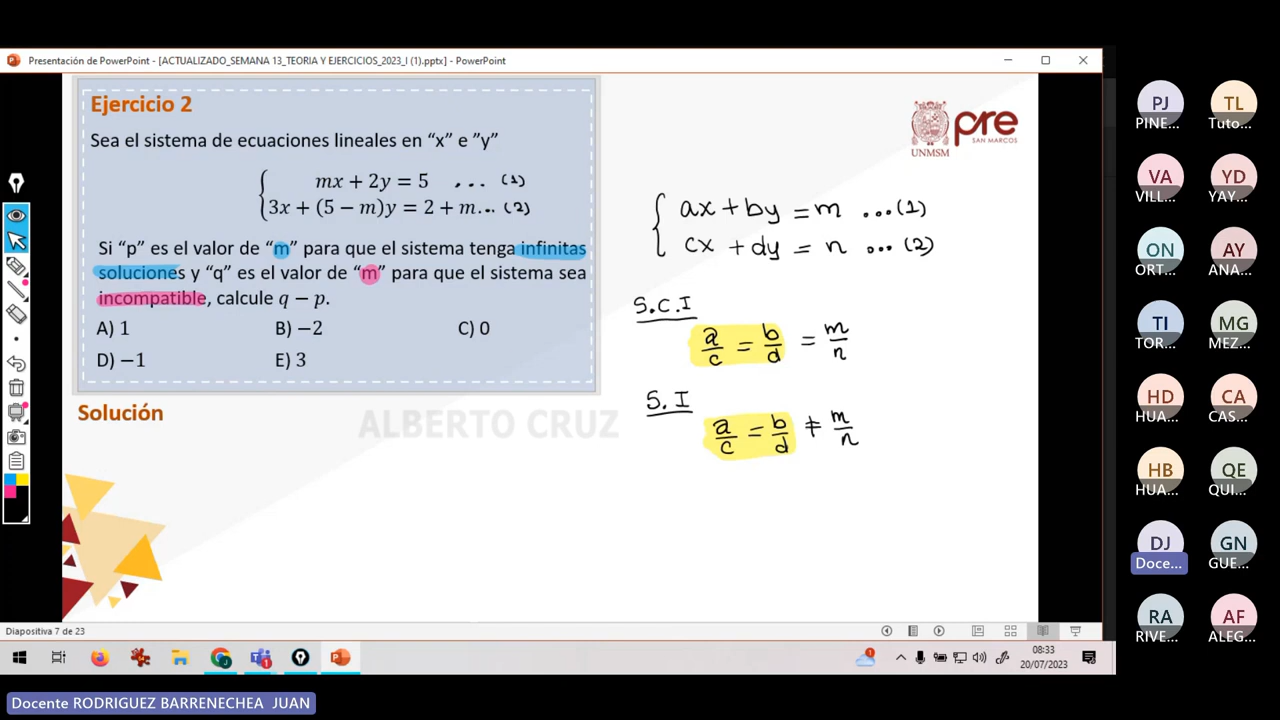 Presentación de PowerPoint - [ACTUALIZADO_SEMANA 13_TEORIA Y EJERCICIOS_2023_I (1).pptx] - PowerPoint
Ejercicio 2
Sea el sistema de ecuaciones lineales en “x” e ”y”
mx + 2y = 5 ... (1)
3x + (5 − m)y = 2 + m... (2)
Si “p” es el valor de “m” para que el sistema tenga infinitas
soluciones y “q” es el valor de “m” para que el sistema sea
incompatible, calcule q − p.
A) 1 B) −2 C) 0
D) −1 E) 3
Solución
ALBERTO CRUZ
UNMSM
pre
SAN MARCOS
ax + by = m ...(1)
cx + dy = n ...(2)
S.C.I
a/c = b/d = m/n
S.I
a/c = b/d ≠ m/n
PJ TL
PINE... Tuto...
VA YD
VILL... YAY...
ON AY
ORT... ANA...
TI MG
TOR... MEZ...
HD CA
HUA... CAS...
HB QE
HUA... QUI...
DJ GN
Doce... GUE...
RA AF
RIVE... ALEG...
Diapositiva 7 de 23
08:33
20/07/2023
Docente RODRIGUEZ BARRENECHEA JUAN